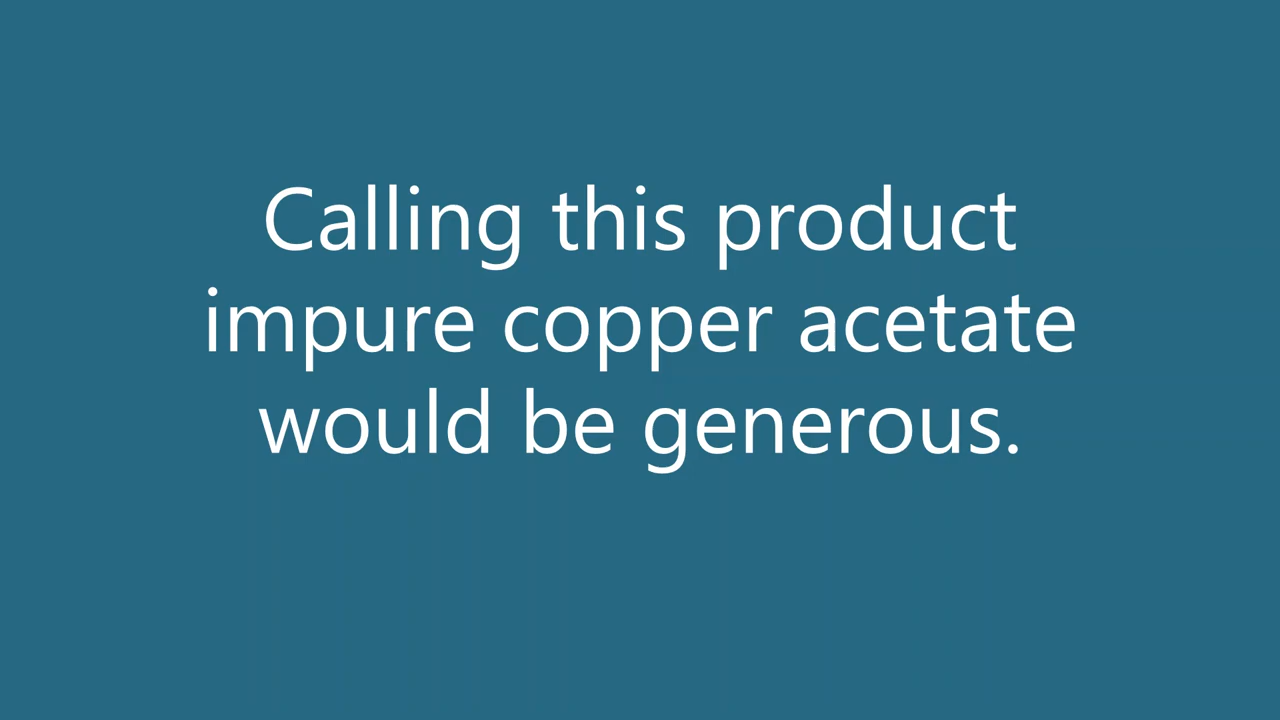 Calling this product
impure copper acetate
would be generous.